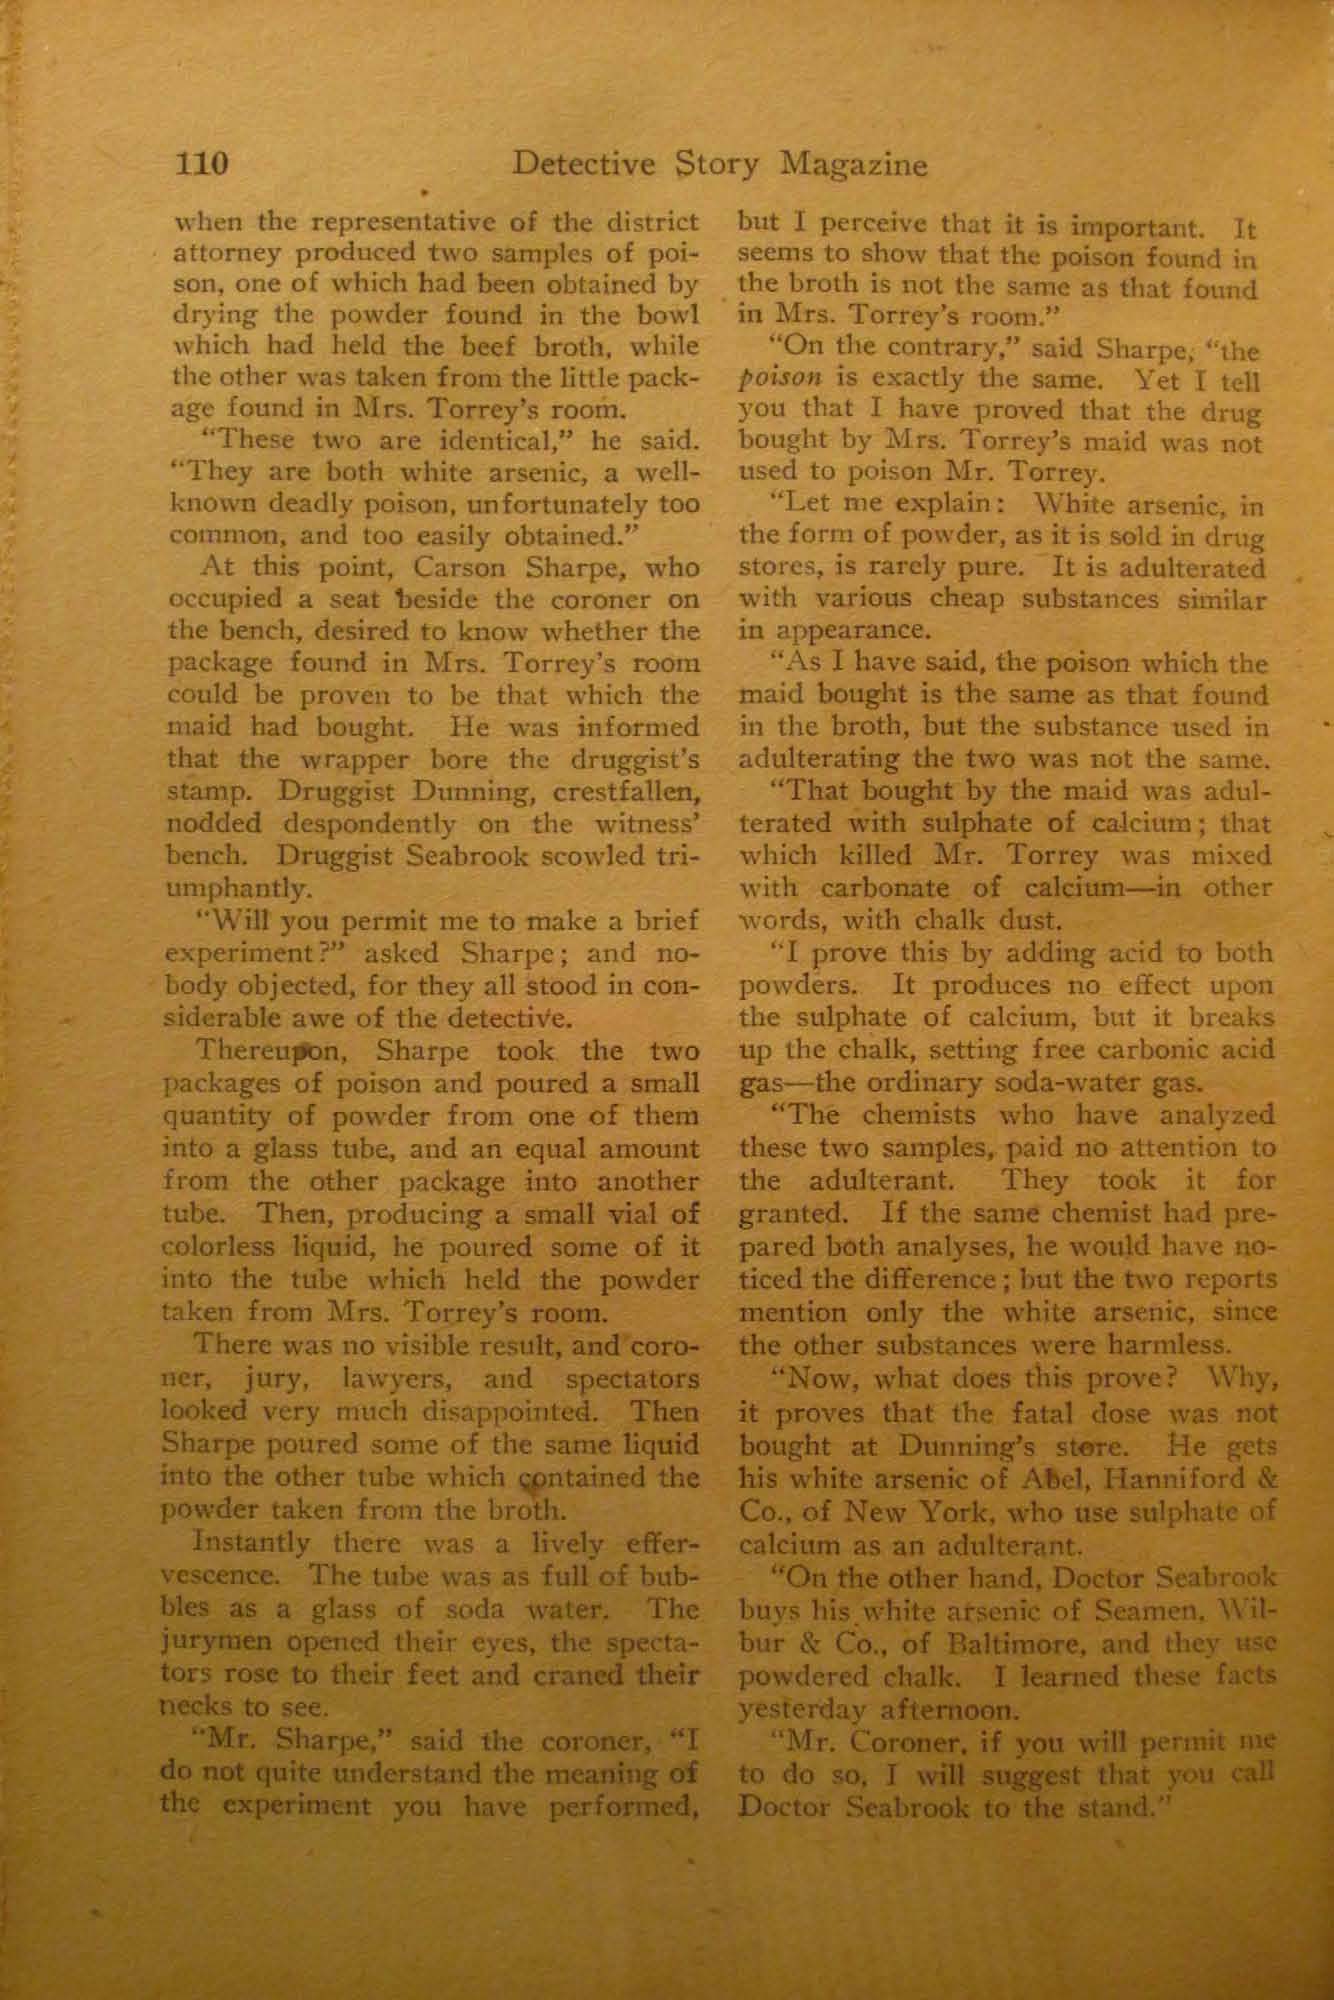 110 Detective Story Magazine
when the representative of the district
attorney produced two samples of poi-
son, one of which had been obtained by
drying the powder found in the bowl
which had held the beef broth, while
the other was taken from the little pack-
age found in Mrs. Torrey's room.
"These two are identical," he said.
"They are both white arsenic, a well-
known deadly poison, unfortunately too
common, and too easily obtained."
At this point, Carson Sharpe, who
occupied a seat beside the coroner on
the bench, desired to know whether the
package found in Mrs. Torrey's room
could be proven to be that which the
maid had bought. He was informed
that the wrapper bore the druggist's
stamp. Druggist Dunning, crestfallen,
nodded despondently on the witness'
bench. Druggist Seabrook scowled tri-
umphantly.
"Will you permit me to make a brief
experiment?" asked Sharpe; and no-
body objected, for they all stood in con-
siderable awe of the detective.
Thereupon, Sharpe took the two
packages of poison and poured a small
quantity of powder from one of them
into a glass tube, and an equal amount
from the other package into another
tube. Then, producing a small vial of
colorless liquid, he poured some of it
into the tube which held the powder
taken from Mrs. Torrey's room.
There was no visible result, and coro-
ner, jury, lawyers, and spectators
looked very much disappointed. Then
Sharpe poured some of the same liquid
into the other tube which contained the
powder taken from the broth.
Instantly there was a lively effer-
vescence. The tube was as full of bub-
bles as a glass of soda water. The
jurymen opened their eyes, the specta-
tors rose to their feet and craned their
necks to see.
"Mr. Sharpe," said the coroner, "I
do not quite understand the meaning of
the experiment you have performed,
but I perceive that it is important. It
seems to show that the poison found in
the broth is not the same as that found
in Mrs. Torrey's room."
"On the contrary," said Sharpe, "the
poison is exactly the same. Yet I tell
you that I have proved that the drug
bought by Mrs. Torrey's maid was not
used to poison Mr. Torrey.
"Let me explain: White arsenic, in
the form of powder, as it is sold in drug
stores, is rarely pure. It is adulterated
with various cheap substances similar
in appearance.
"As I have said, the poison which the
maid bought is the same as that found
in the broth, but the substance used in
adulterating the two was not the same.
"That bought by the maid was adul-
terated with sulphate of calcium; that
which killed Mr. Torrey was mixed
with carbonate of calcium—in other
words, with chalk dust.
"I prove this by adding acid to both
powders. It produces no effect upon
the sulphate of calcium, but it breaks
up the chalk, setting free carbonic acid
gas—the ordinary soda-water gas.
"The chemists who have analyzed
these two samples, paid no attention to
the adulterant. They took it for
granted. If the same chemist had pre-
pared both analyses, he would have no-
ticed the difference; but the two reports
mention only the white arsenic, since
the other substances were harmless.
"Now, what does this prove? Why,
it proves that the fatal dose was not
bought at Dunning's store. He gets
his white arsenic of Abel, Hanniford &
Co., of New York, who use sulphate of
calcium as an adulterant.
"On the other hand, Doctor Seabrook
buys his white arsenic of Seamen, Wil-
bur & Co., of Baltimore, and they use
powdered chalk. I learned these facts
yesterday afternoon.
"Mr. Coroner, if you will permit me
to do so, I will suggest that you call
Doctor Seabrook to the stand."